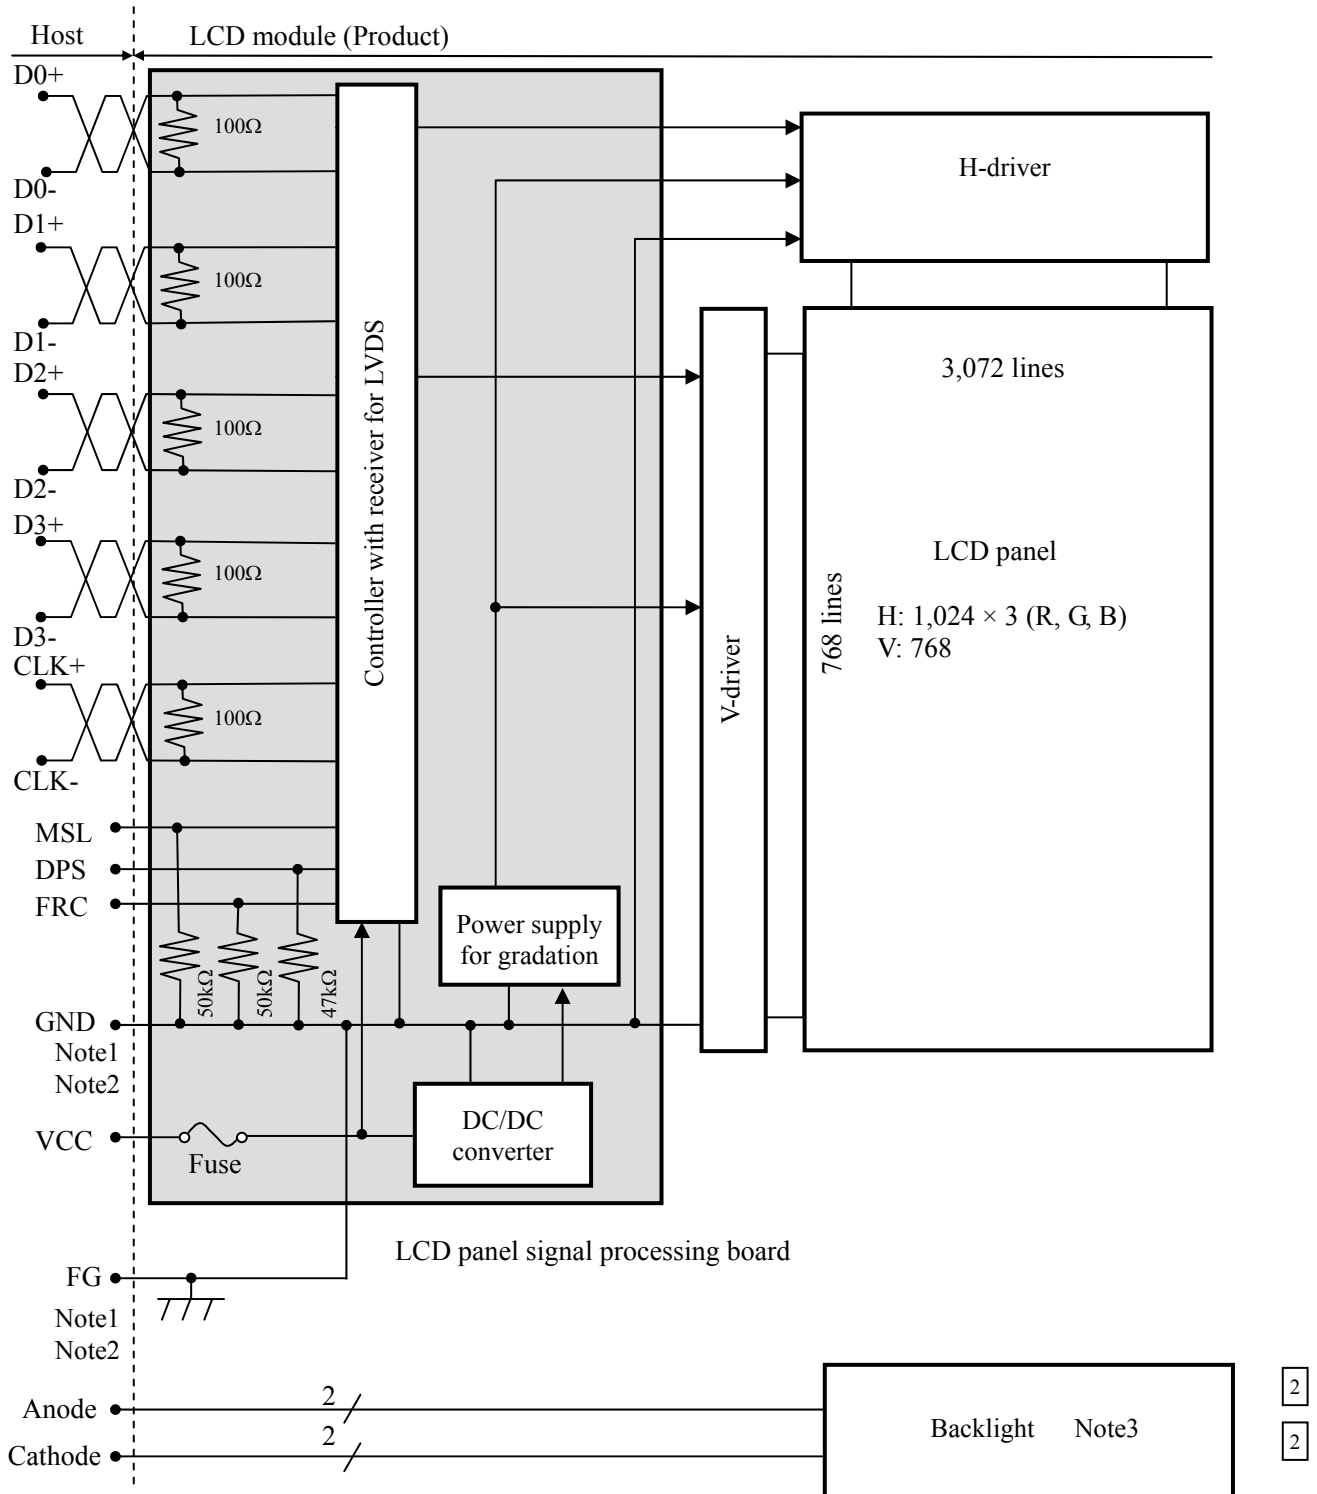 Host
LCD module (Product)
D0+
100Ω
D0-
D1+
100Ω
D1-
D2+
100Ω
D2-
D3+
100Ω
D3-
CLK+
100Ω
CLK-
MSL
DPS
FRC
50kΩ
50kΩ
47kΩ
GND
Note1
Note2
VCC
Fuse
Controller with receiver for LVDS
Power supply
for gradation
DC/DC
converter
LCD panel signal processing board
H-driver
V-driver
3,072 lines
768 lines
LCD panel
H: 1,024 × 3 (R, G, B)
V: 768
FG
Note1
Note2
Anode
2
Cathode
2
Backlight Note3
2
2